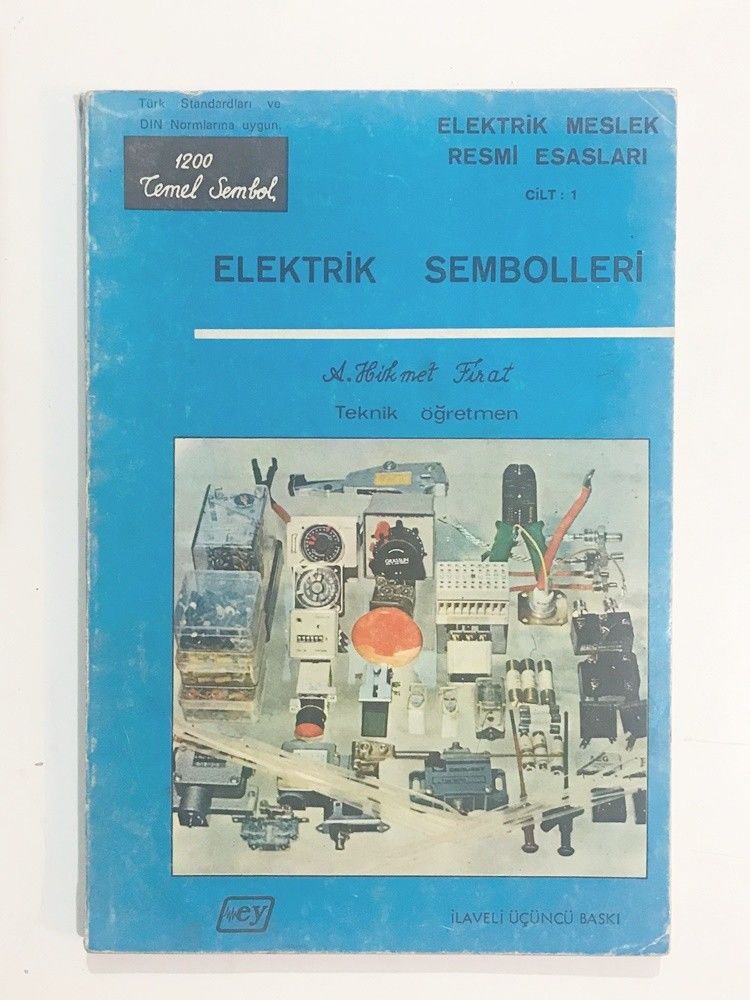 Türk Standardları ve
DIN Normlarına uygun.
1200
Temel Sembol
ELEKTRİK MESLEK
RESMİ ESASLARI
CİLT : 1
ELEKTRİK SEMBOLLERİ
A. Hikmet Fırat
Teknik öğretmen
ey
İLAVELİ ÜÇÜNCÜ BASKI